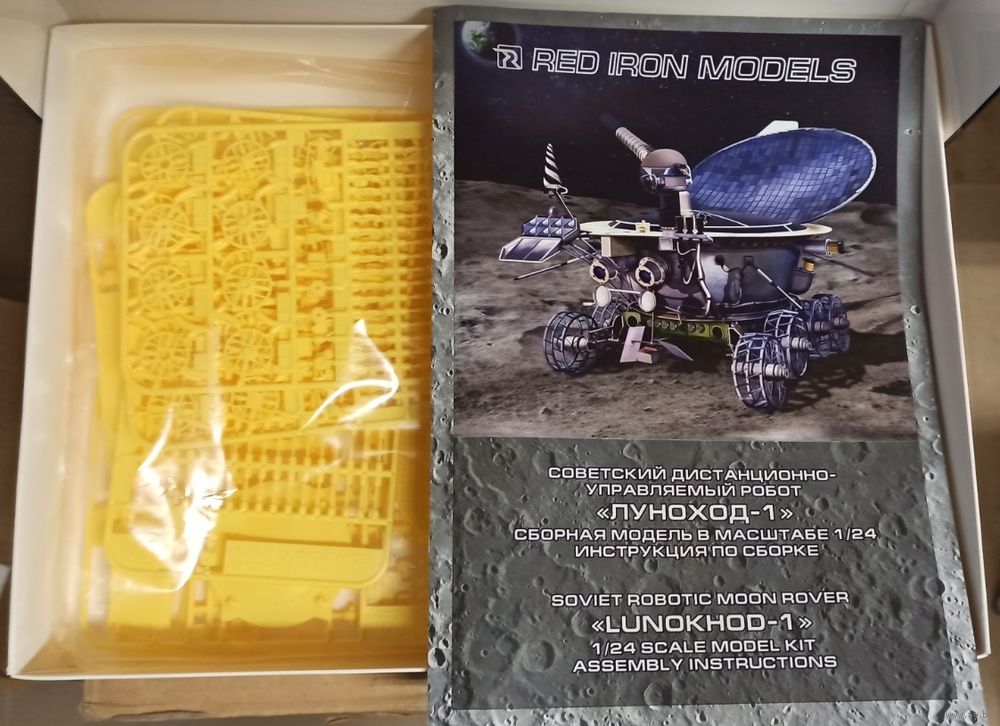 RED IRON MODELS
СОВЕТСКИЙ ДИСТАНЦИОННО-
УПРАВЛЯЕМЫЙ РОБОТ
«ЛУНОХОД-1»
СБОРНАЯ МОДЕЛЬ В МАСШТАБЕ 1/24
ИНСТРУКЦИЯ ПО СБОРКЕ
SOVIET ROBOTIC MOON ROVER
«LUNOKHOD-1»
1/24 SCALE MODEL KIT
ASSEMBLY INSTRUCTIONS